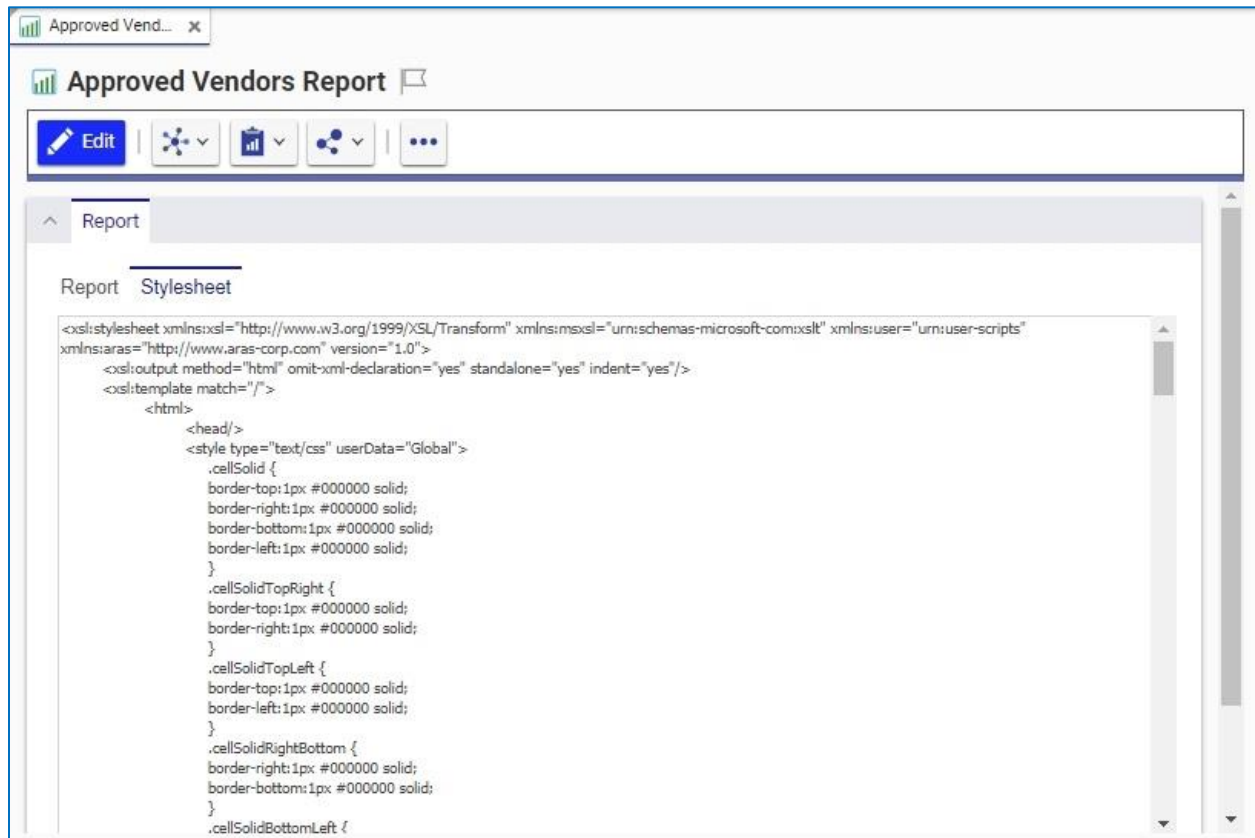 Approved Vend...
Approved Vendors Report
Edit
Report
Report Stylesheet
<xsl:stylesheet xmlns:xsl="http://www.w3.org/1999/XSL/Transform" xmlns:msxsl="urn:schemas-microsoft-com:xslt" xmlns:user="urn:user-scripts"
xmlns:aras="http://www.aras-corp.com" version="1.0">
<xsl:output method="html" omit-xml-declaration="yes" standalone="yes" indent="yes"/>
<xsl:template match="/">
<html>
<head/>
<style type="text/css" userData="Global">
.cellSolid {
border-top:1px #000000 solid;
border-right:1px #000000 solid;
border-bottom:1px #000000 solid;
border-left:1px #000000 solid;
}
.cellSolidTopRight {
border-top:1px #000000 solid;
border-right:1px #000000 solid;
}
.cellSolidTopLeft {
border-top:1px #000000 solid;
border-left:1px #000000 solid;
}
.cellSolidRightBottom {
border-right:1px #000000 solid;
border-bottom:1px #000000 solid;
}
.cellSolidBottomLeft {